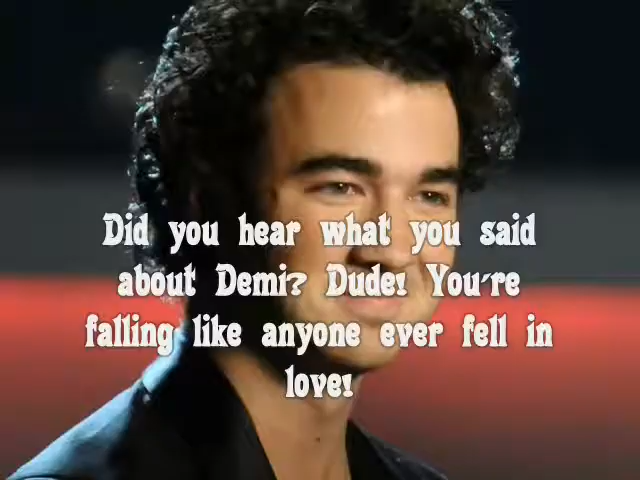 Did you hear what you said
about Demi? Dude! You're
falling like anyone ever fell in
love!